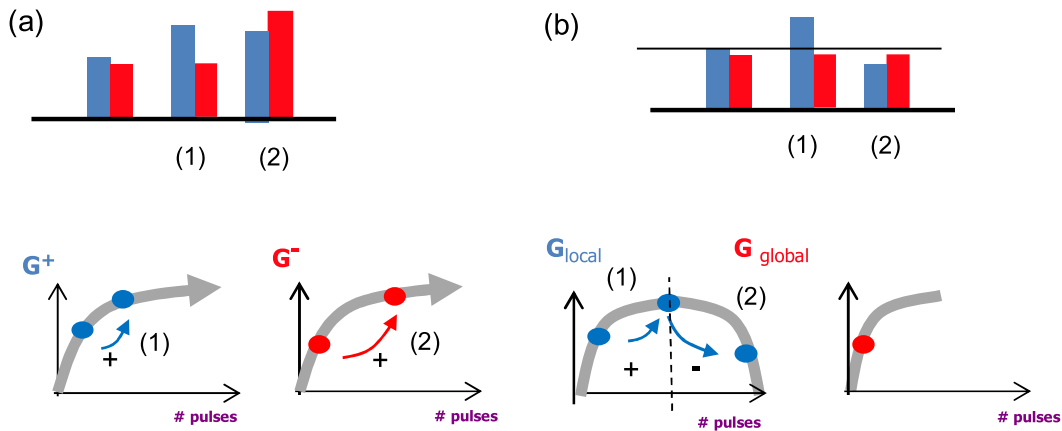 (a)
(b)
(1) (2)
(1) (2)
G+
G-
Glocal
G global
(1)
(2)
(1)
(2)
+
+
+
-
# pulses
# pulses
# pulses
# pulses